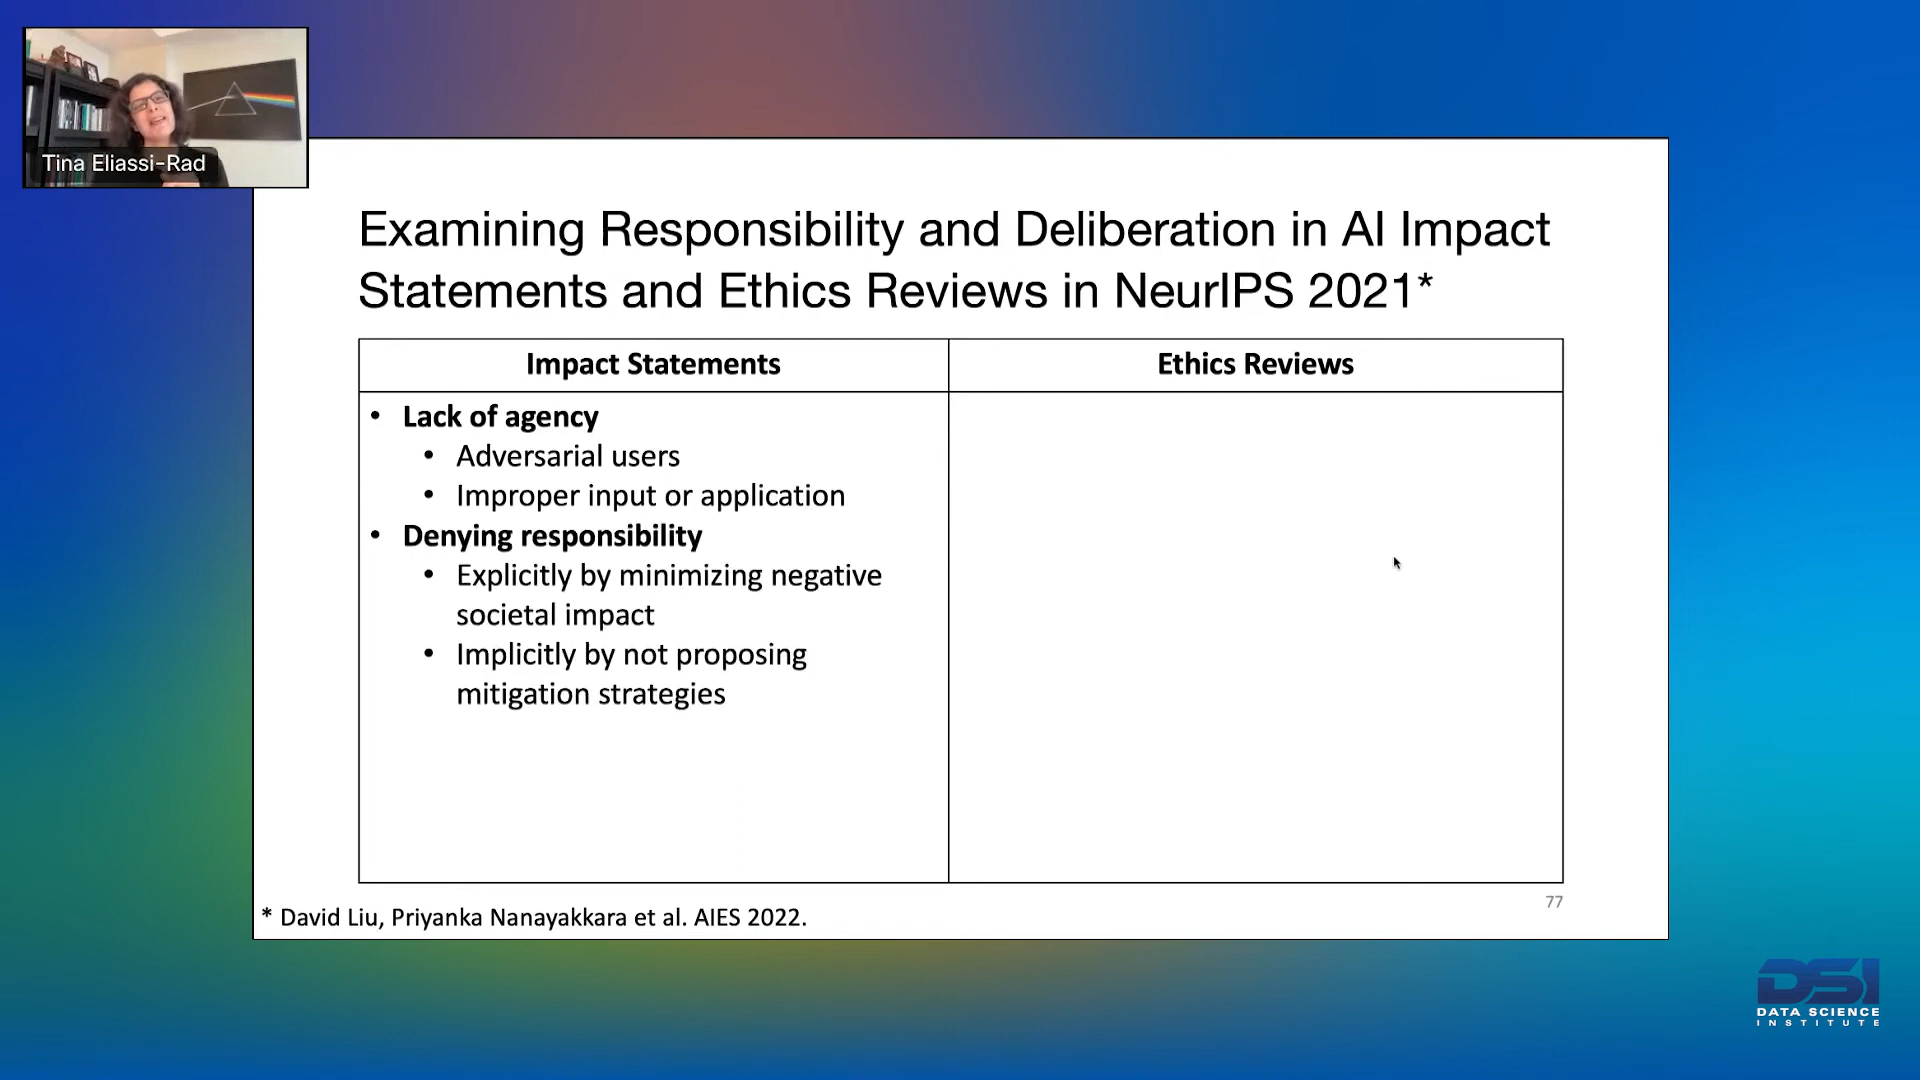 Tina Eliassi-Rad
Examining Responsibility and Deliberation in AI Impact
Statements and Ethics Reviews in NeurIPS 2021*
Impact Statements
Ethics Reviews
• Lack of agency
• Adversarial users
• Improper input or application
• Denying responsibility
• Explicitly by minimizing negative
societal impact
• Implicitly by not proposing
mitigation strategies
77
* David Liu, Priyanka Nanayakkara et al. AIES 2022.
DSI
DATA SCIENCE
INSTITUTE